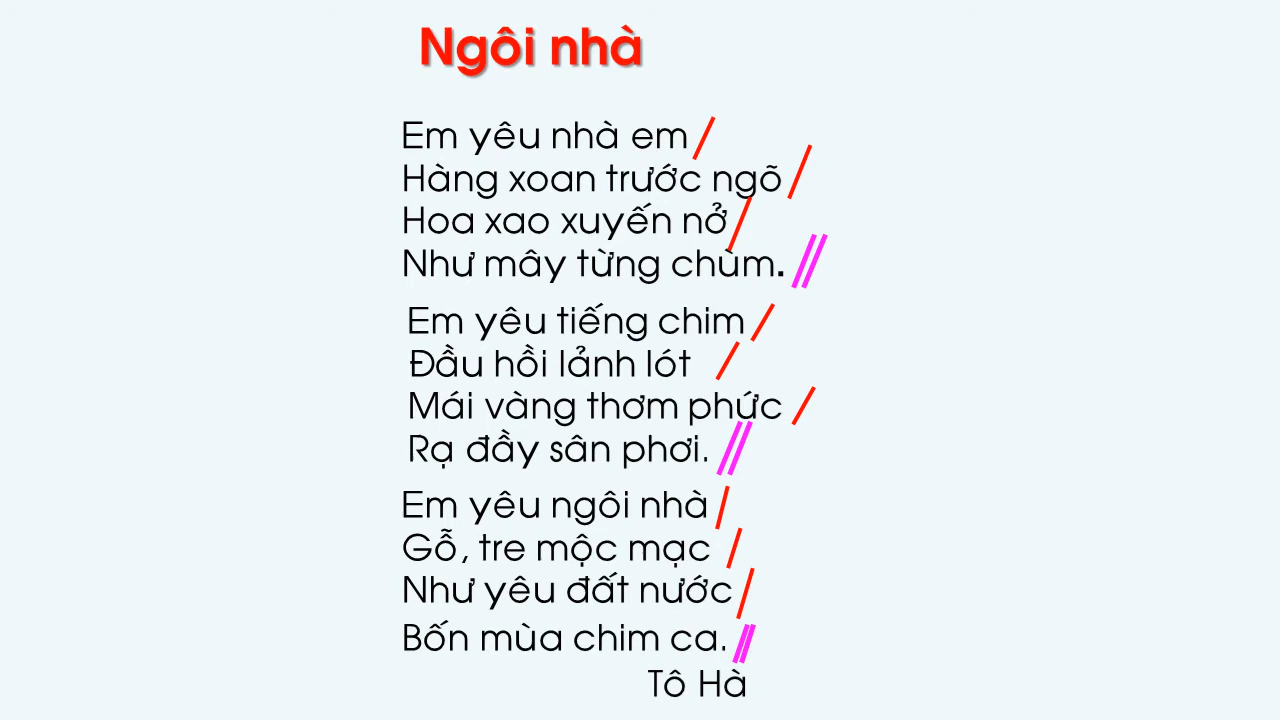 Ngôi nhà
Em yêu nhà em
Hàng xoan trước ngõ
Hoa xao xuyến nở
Như mây từng chùm.
Em yêu tiếng chim
Đầu hồi lảnh lót
Mái vàng thơm phức
Rạ đầy sân phơi.
Em yêu ngôi nhà
Gỗ, tre mộc mạc
Như yêu đất nước
Bốn mùa chim ca.
Tô Hà